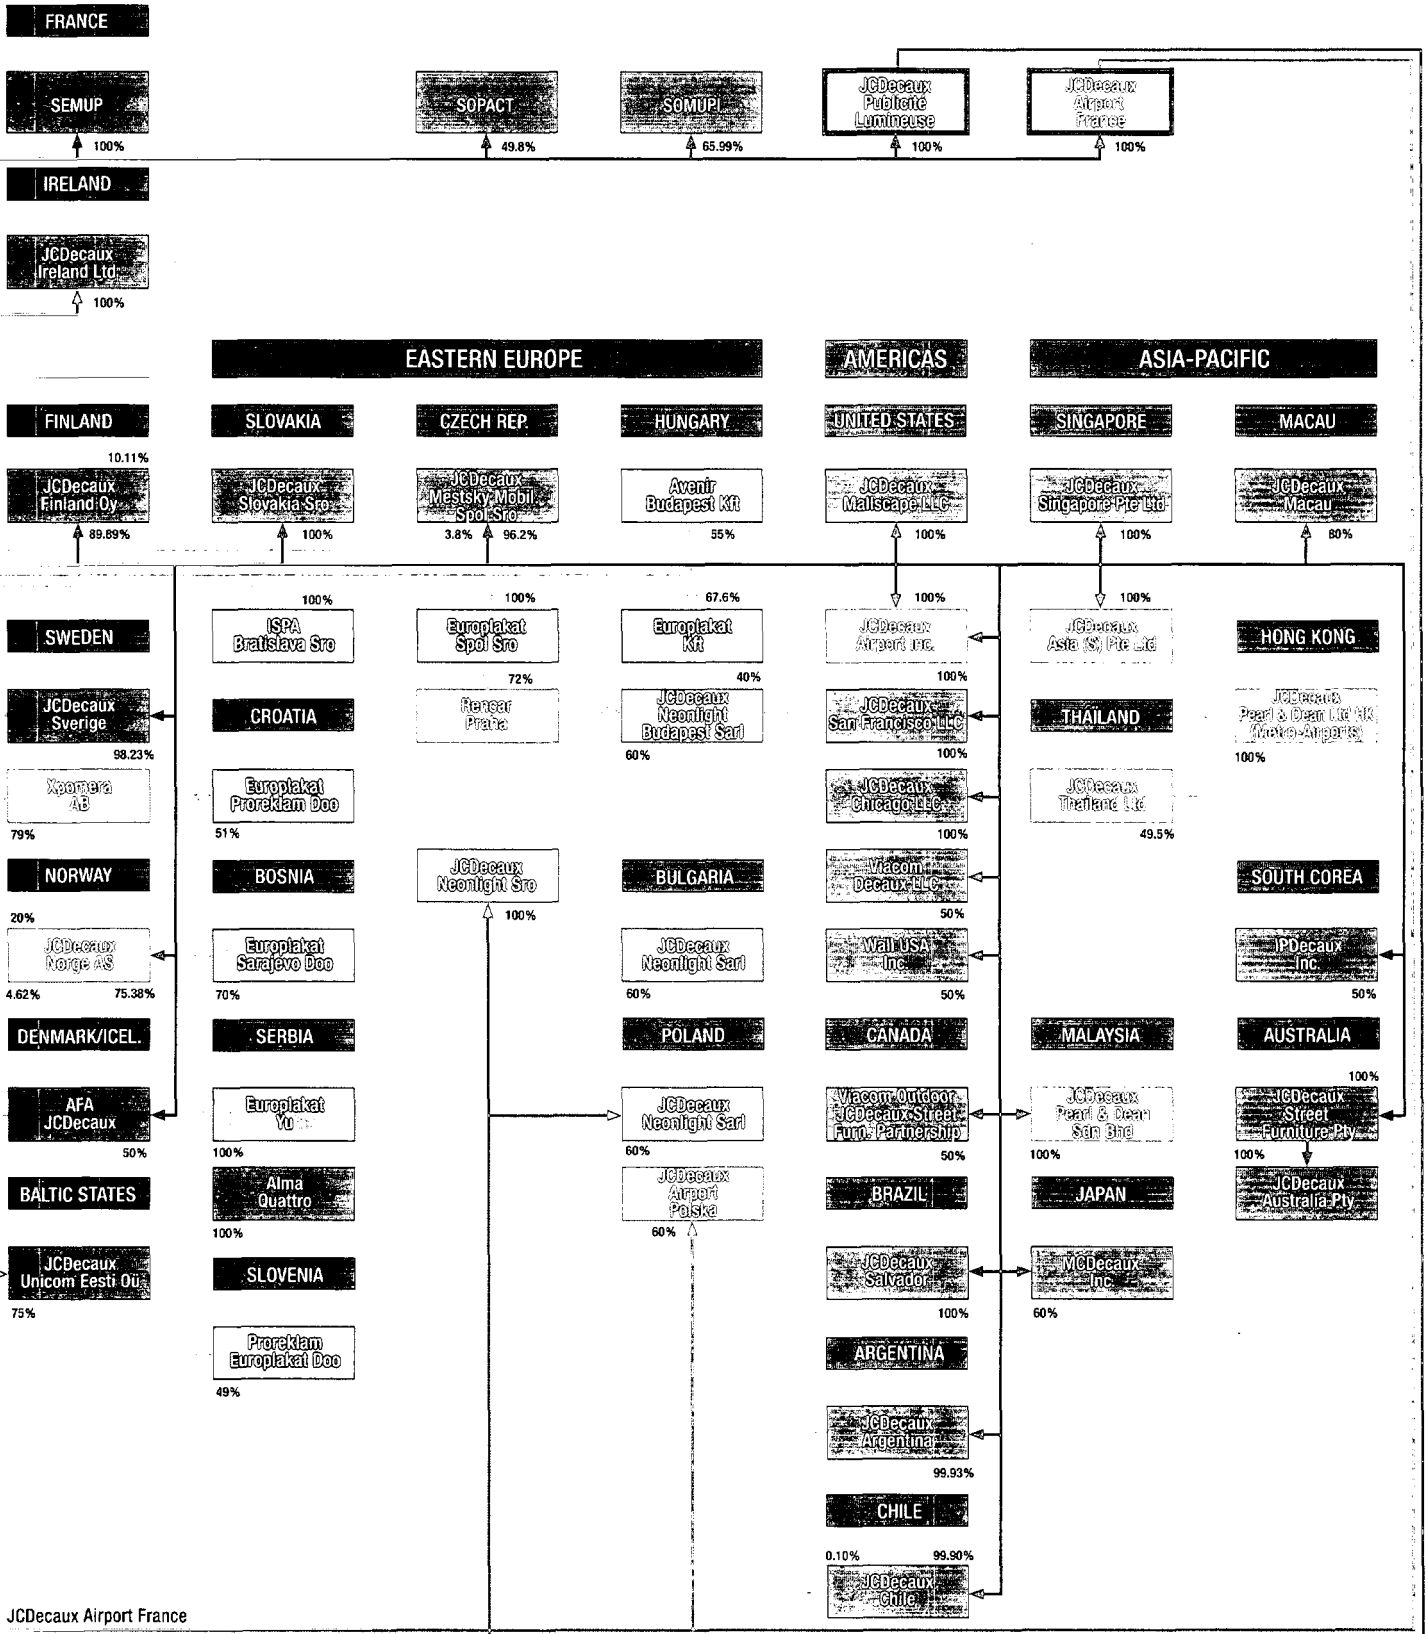 FRANCE
SEMUP
SOPACT
SOMUPI
JCDecaux
Publicité
Lumineuse
JCDecaux
Airport
France
100%
49.8%
65.99%
100%
100%
IRELAND
JCDecaux
Ireland Ltd
100%
EASTERN EUROPE
AMERICAS
ASIA-PACIFIC
FINLAND
SLOVAKIA
CZECH REP.
HUNGARY
UNITED STATES
SINGAPORE
MACAU
10.11%
JCDecaux
Finland Oy
JCDecaux
Slovakia Sro
JCDecaux
Mestsky Mobil.
Spol Sro
Avenir
Budapest Kft
JCDecaux
Mallscape LLC
JCDecaux
Singapore Pte Ltd
JCDecaux
Macau
89.89%
100%
3.8%
96.2%
55%
100%
100%
80%
100%
100%
67.6%
100%
100%
SWEDEN
ISPA
Bratislava Sro
Europlakat
Spol Sro
Europlakat
Kft
JCDecaux
Airport Inc.
JCDecaux
Asia (S) Pte Ltd
HONG KONG
72%
40%
100%
JCDecaux
Sverige
CROATIA
Rencar
Praha
JCDecaux
Neonlight
Budapest Sarl
JCDecaux
San Francisco LLC
THAILAND
JCDecaux
Pearl & Dean Ltd HK
(Metro-Airports)
98.23%
60%
100%
100%
Xpomera
AB
Europlakat
Proreklam Doo
JCDecaux
Chicago LLC
JCDecaux
Thailand Ltd
79%
51%
100%
49.5%
NORWAY
BOSNIA
JCDecaux
Neonlight Sro
BULGARIA
Viacom
Decaux LLC
SOUTH COREA
20%
100%
50%
JCDecaux
Norge AS
Europlakat
Sarajevo Doo
JCDecaux
Neonlight Sarl
Wall USA
Inc.
IPDecaux
Inc.
4.62%
75.38%
70%
60%
50%
50%
DENMARK/ICEL.
SERBIA
POLAND
CANADA
MALAYSIA
AUSTRALIA
100%
AFA
JCDecaux
Europlakat
Yu
JCDecaux
Neonlight Sarl
Viacom Outdoor
JCDecaux Street
Furn. Partnership
JCDecaux
Pearl & Dean
Sdn Bhd
JCDecaux
Street
Furniture Pty
50%
100%
60%
50%
100%
100%
BALTIC STATES
Alma
Quattro
JCDecaux
Airport
Polska
BRAZIL
JAPAN
JCDecaux
Australia Pty
100%
60%
JCDecaux
Unicom Eesti Oü
SLOVENIA
JCDecaux
Salvador
MCDecaux
Inc.
75%
100%
60%
Proreklam
Europlakat Doo
ARGENTINA
49%
JCDecaux
Argentina
99.93%
CHILE
0.10%
99.90%
JCDecaux
Chile
JCDecaux Airport France